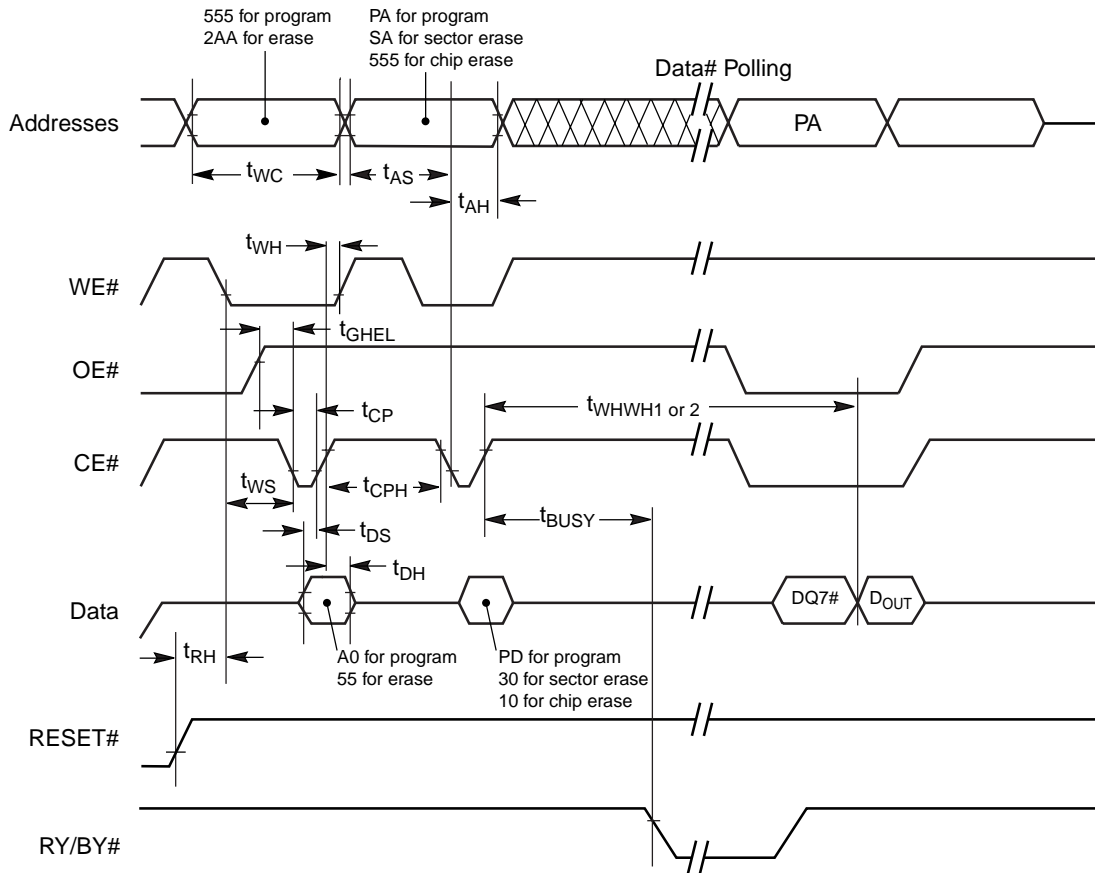 555 for program
2AA for erase
PA for program
SA for sector erase
555 for chip erase
Data# Polling
Addresses
PA
tWC
tAS
tAH
tWH
WE#
tGHEL
OE#
tWHWH1 or 2
tCP
CE#
tWS
tCPH
tBUSY
tDS
tDH
Data
DQ7#
DOUT
tRH
A0 for program
55 for erase
PD for program
30 for sector erase
10 for chip erase
RESET#
RY/BY#